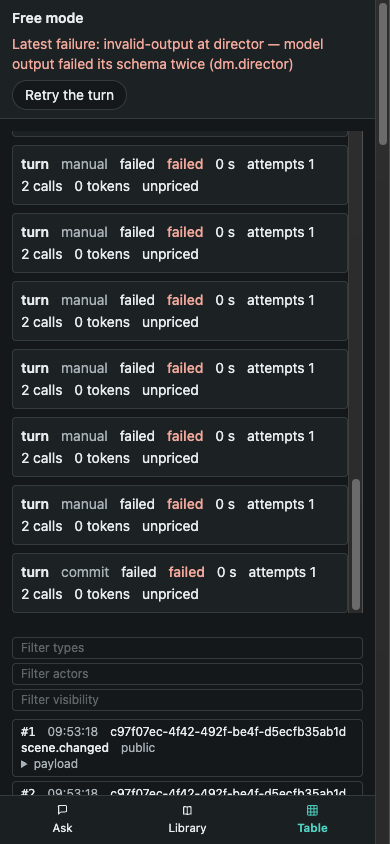 Free mode
Latest failure: invalid-output at director — model
output failed its schema twice (dm.director)
Retry the turn
turn manual failed failed 0 s attempts 1
2 calls 0 tokens unpriced
turn manual failed failed 0 s attempts 1
2 calls 0 tokens unpriced
turn manual failed failed 0 s attempts 1
2 calls 0 tokens unpriced
turn manual failed failed 0 s attempts 1
2 calls 0 tokens unpriced
turn manual failed failed 0 s attempts 1
2 calls 0 tokens unpriced
turn manual failed failed 0 s attempts 1
2 calls 0 tokens unpriced
turn commit failed failed 0 s attempts 1
2 calls 0 tokens unpriced
Filter types
Filter actors
Filter visibility
#1 09:53:18 c97f07ec-4f42-492f-be4f-d5ecfb35ab1d
scene.changed public
payload
#2 09:53:18 c97f07ec-4f42-492f-be4f-d5ecfb35ab1d
Ask Library Table